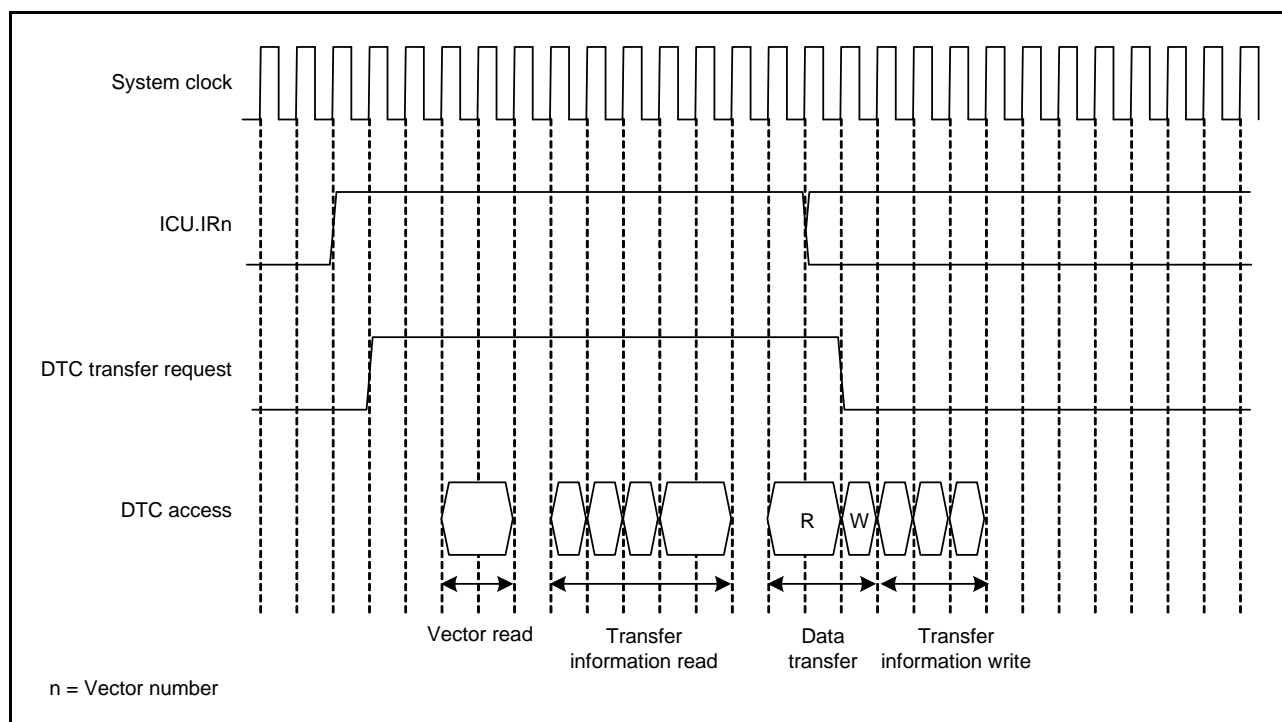 System clock
ICU.IRn
DTC transfer request
DTC access
R
W
Vector read
Transfer
information read
Data
transfer
Transfer
information write
n = Vector number